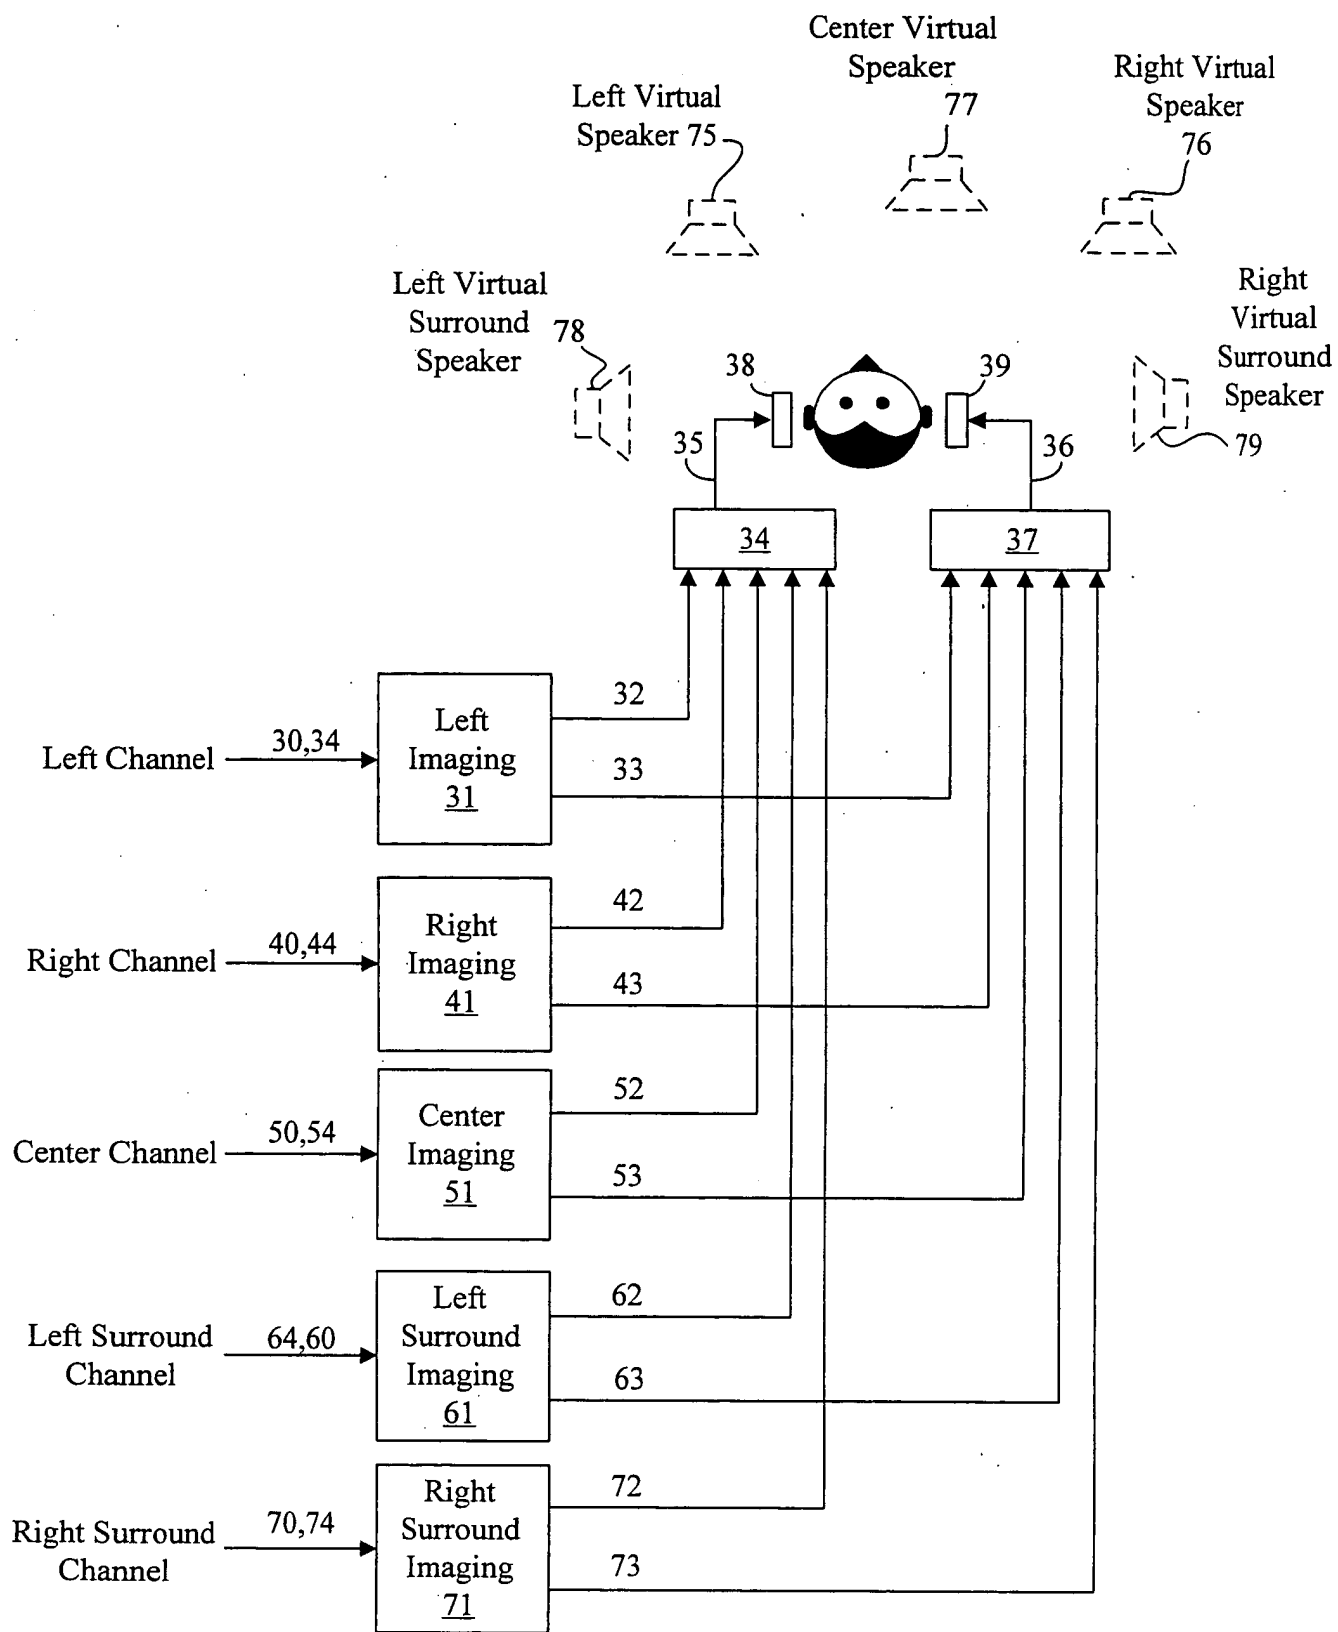 Center Virtual
Speaker
77
Right Virtual
Speaker
76
Left Virtual
Speaker 75
Left Virtual
Surround
Speaker
78
Right
Virtual
Surround
Speaker
79
38
39
35
36
34
37
Left Channel
30,34
Left
Imaging
31
32
33
Right Channel
40,44
Right
Imaging
41
42
43
Center Channel
50,54
Center
Imaging
51
52
53
Left Surround
Channel
64,60
Left
Surround
Imaging
61
62
63
Right Surround
Channel
70,74
Right
Surround
Imaging
71
72
73